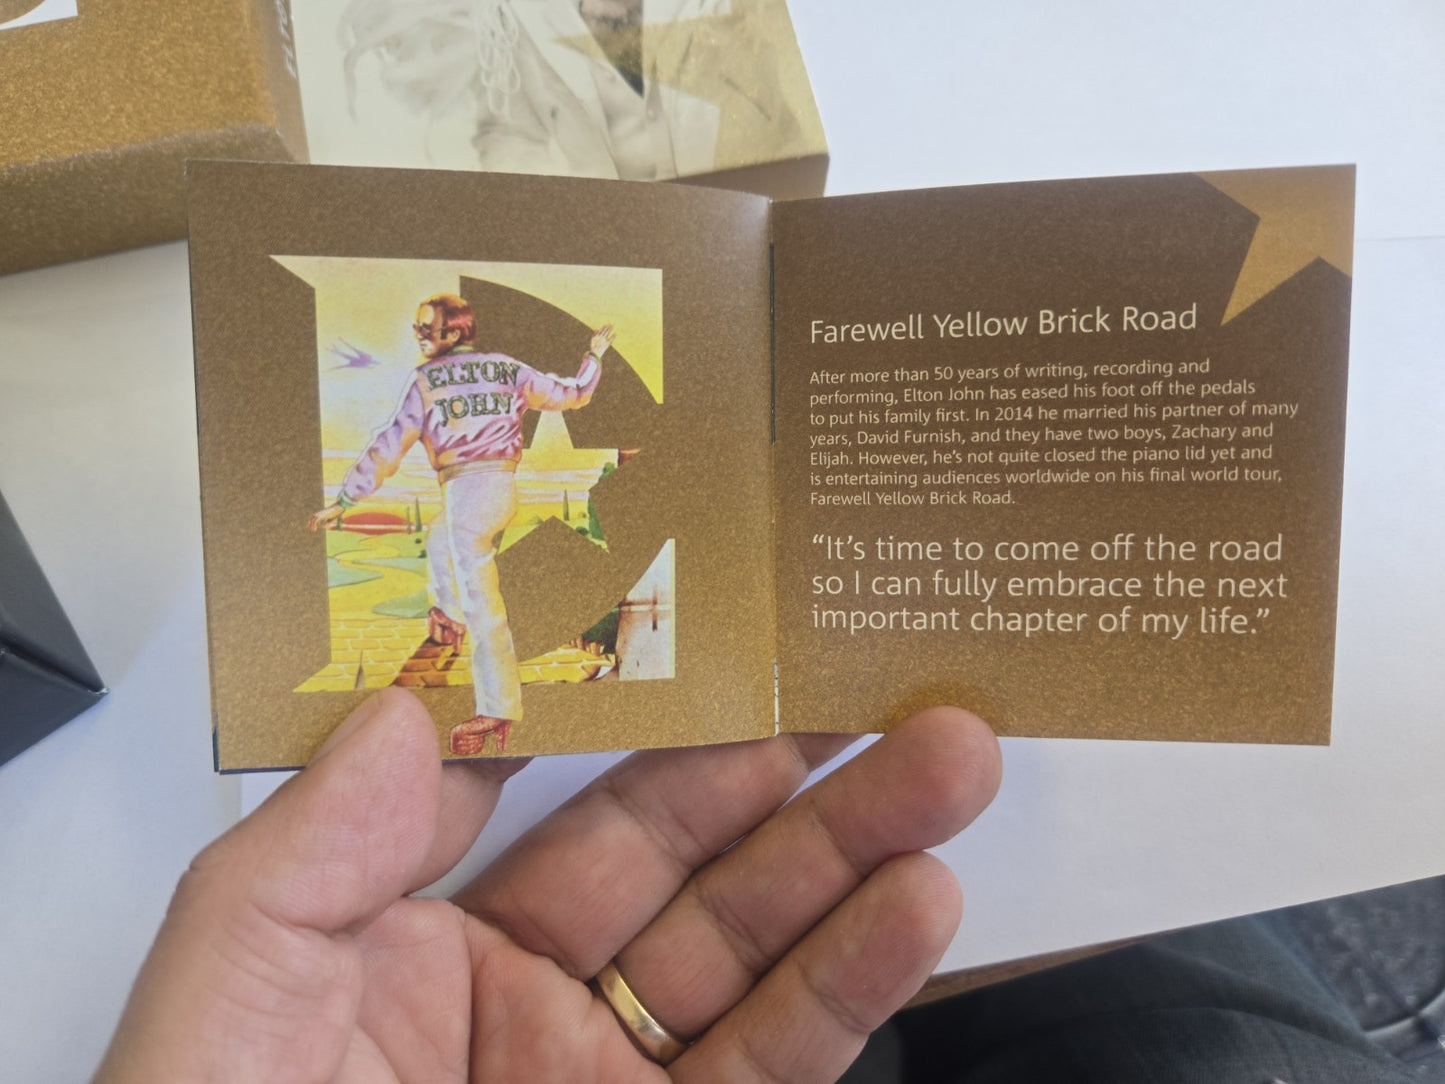 ELTON
JOHN
Farewell Yellow Brick Road
After more than 50 years of writing, recording and
performing, Elton John has eased his foot off the pedals
to put his family first. In 2014 he married his partner of many
years, David Furnish, and they have two boys, Zachary and
Elijah. However, he's not quite closed the piano lid yet and
is entertaining audiences worldwide on his final world tour,
Farewell Yellow Brick Road.
“It's time to come off the road
so I can fully embrace the next
important chapter of my life.”